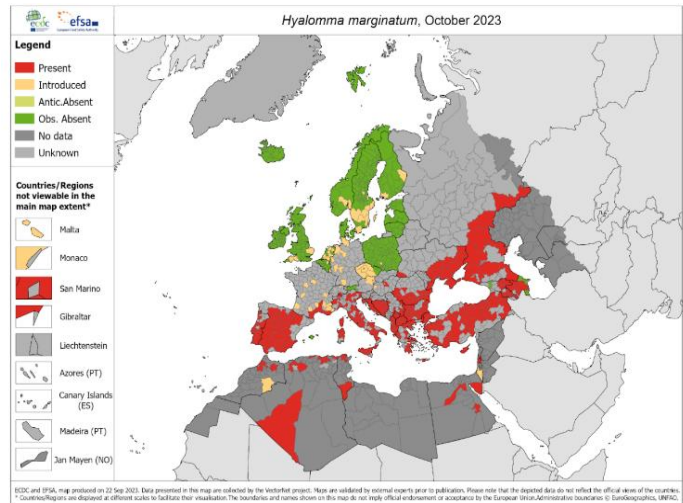 ecdc efsa
Hyalomma marginatum, October 2023
Legend
Present
Introduced
Antic.Absent
Obs. Absent
No data
Unknown
Countries/Regions
not viewable in the
main map extent*
Malta
Monaco
San Marino
Gibraltar
Liechtenstein
Azores (PT)
Canary Islands
(ES)
Madeira (PT)
Jan Mayen (NO)
ECDC and EFSA, map produced on 22 Sep 2023. Data presented in this map are collected by the VectorNet project. Maps are validated by external experts prior to publication. Please note that the depicted data do not reflect the official views of the countries.
* Countries/Regions are displayed at different scales to facilitate their visualisation. The boundaries and names shown on this map do not imply official endorsement or acceptance by the European Union. Administrative boundaries © EuroGeographics, UNFAO.